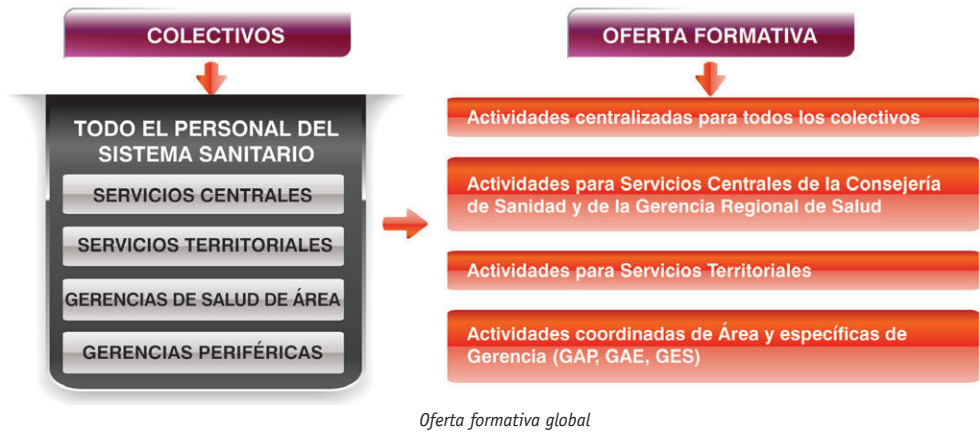 COLECTIVOS
TODO EL PERSONAL DEL
SISTEMA SANITARIO
SERVICIOS CENTRALES
SERVICIOS TERRITORIALES
GERENCIAS DE SALUD DE ÁREA
GERENCIAS PERIFÉRICAS
OFERTA FORMATIVA
Actividades centralizadas para todos los colectivos
Actividades para Servicios Centrales de la Consejería
de Sanidad y de la Gerencia Regional de Salud
Actividades para Servicios Territoriales
Actividades coordinadas de Área y específicas de
Gerencia (GAP, GAE, GES)
Oferta formativa global